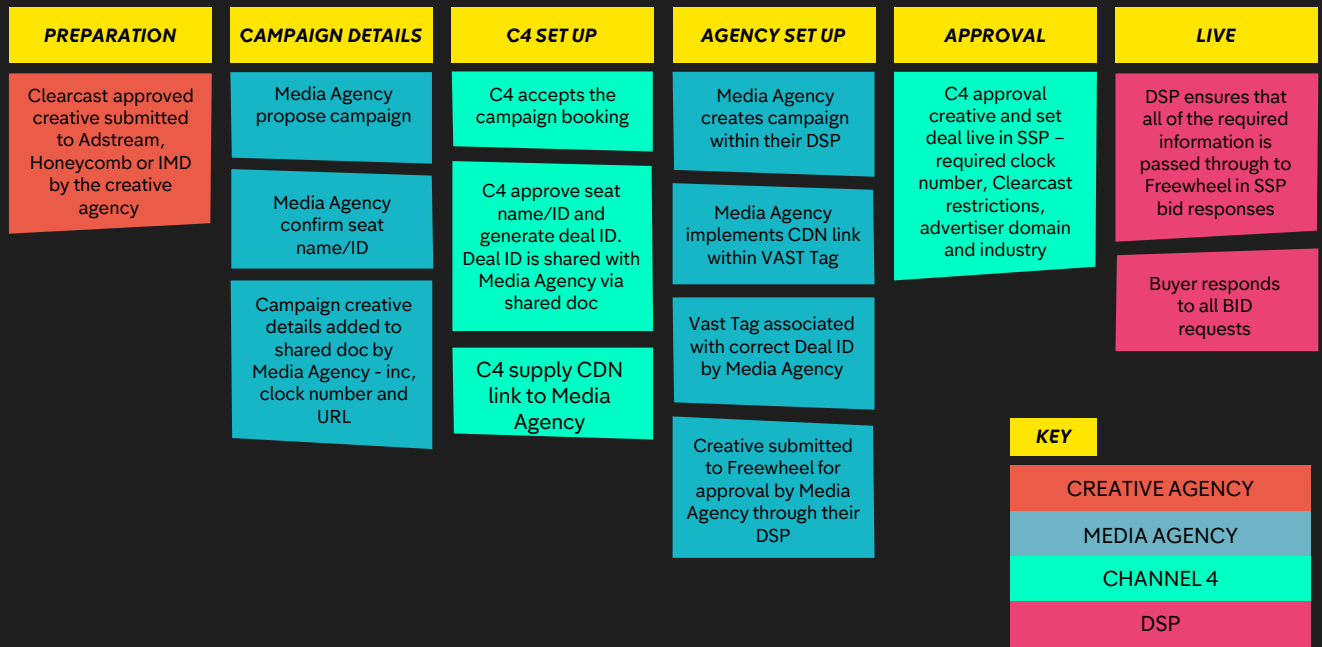 PREPARATION
Clearcast approved
creative submitted
to Adstream,
Honeycomb or IMD
by the creative
agency
CAMPAIGN DETAILS
Media Agency
propose campaign
Media Agency
confirm seat
name/ID
Campaign creative
details added to
shared doc by
Media Agency - inc,
clock number and
URL
C4 SET UP
C4 accepts the
campaign booking
C4 approve seat
name/ID and
generate deal ID.
Deal ID is shared with
Media Agency via
shared doc
C4 supply CDN
link to Media
Agency
AGENCY SET UP
Media Agency
creates campaign
within their DSP
Media Agency
implements CDN link
within VAST Tag
Vast Tag associated
with correct Deal ID
by Media Agency
Creative submitted
to Freewheel for
approval by Media
Agency through their
DSP
APPROVAL
C4 approval
creative and set
deal live in SSP –
required clock
number, Clearcast
restrictions,
advertiser domain
and industry
LIVE
DSP ensures that
all of the required
information is
passed through to
Freewheel in SSP
bid responses
Buyer responds
to all BID
requests
KEY
CREATIVE AGENCY
MEDIA AGENCY
CHANNEL 4
DSP